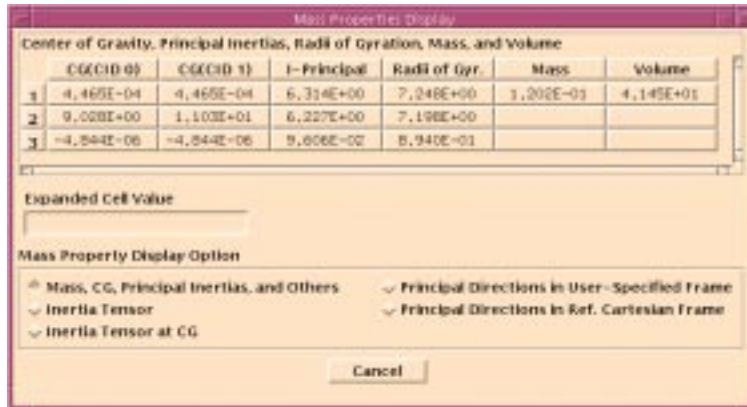 Mass Properties Display
Center of Gravity, Principal Inertias, Radii of Gyration, Mass, and Volume
CG(CID 0) CG(CID 1) I-Principal Radii of Gyr. Mass Volume
1 4.465E-04 4.465E-04 6.314E+00 7.248E+00 1.202E-01 4.145E+01
2 9.028E+00 1.103E+01 6.227E+00 7.198E+00
3 -4.844E-06 -4.844E-06 9.606E-02 8.940E-01
Expanded Cell Value
Mass Property Display Option
Mass, CG, Principal Inertias, and Others
Principal Directions in User-Specified Frame
Inertia Tensor
Principal Directions in Ref. Cartesian Frame
Inertia Tensor at CG
Cancel